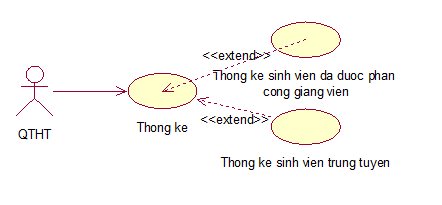 <<extend>>
Thong ke sinh vien da duoc phan
cong giang vien
QTHT
Thong ke
<<extend>>
Thong ke sinh vien trung tuyen